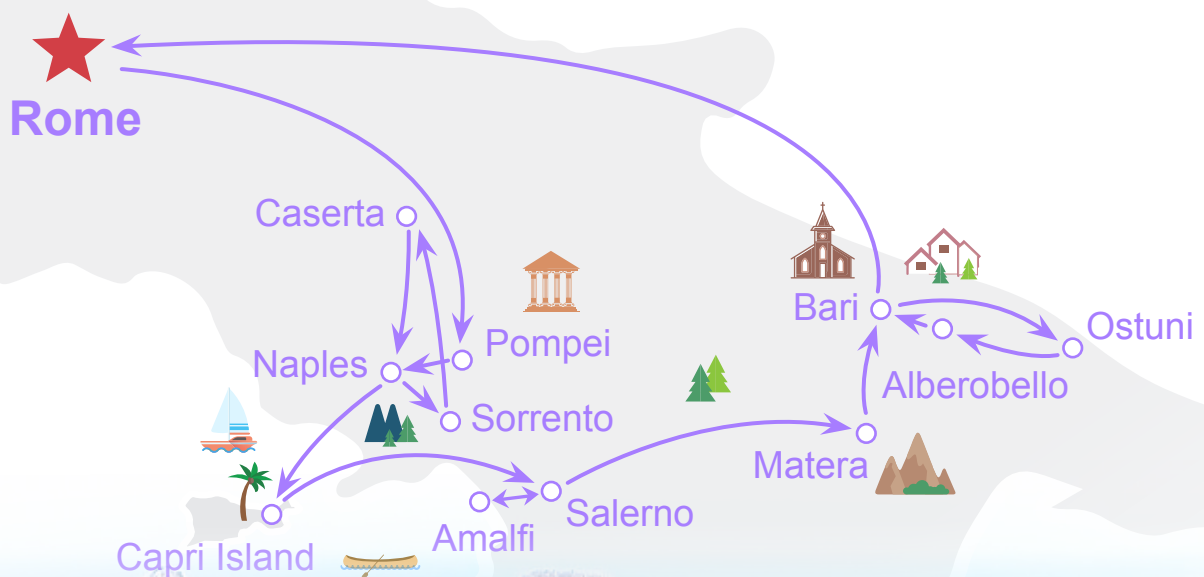 Rome
Caserta
Pompei
Naples
Sorrento
Bari
Ostuni
Alberobello
Matera
Salerno
Amalfi
Capri Island